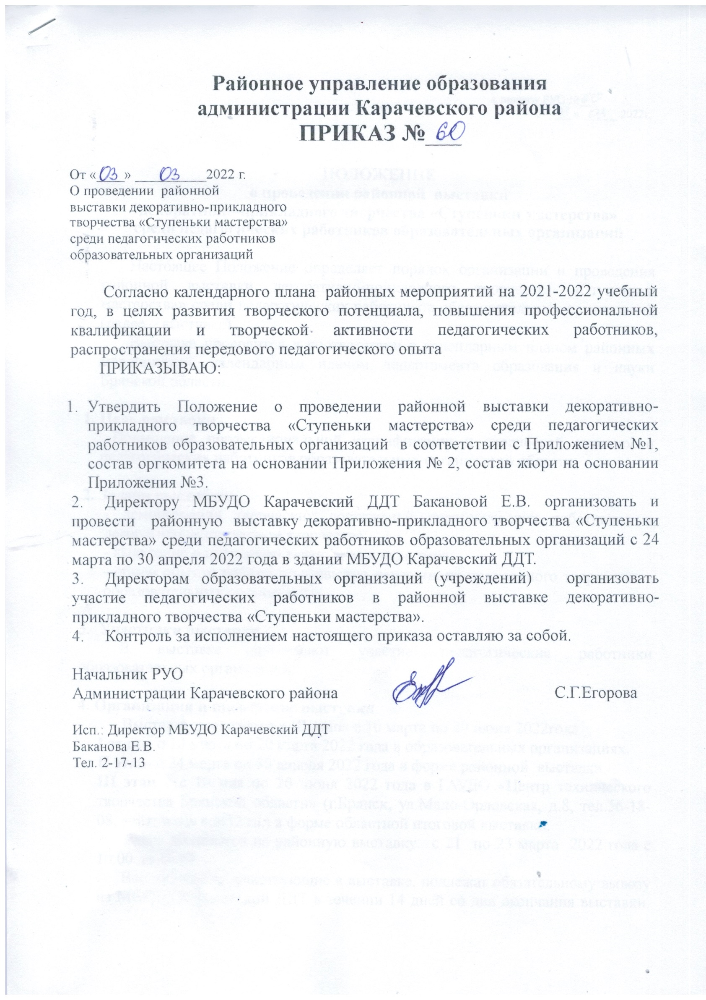 Районное управление образования
администрации Карачевского района
ПРИКАЗ № 60
От «03» 03 2022 г.
О проведении районной
выставки декоративно-прикладного
творчества «Ступеньки мастерства»
среди педагогических работников
образовательных организаций
Согласно календарного плана районных мероприятий на 2021-2022 учебный
год, в целях развития творческого потенциала, повышения профессиональной
квалификации и творческой активности педагогических работников,
распространения передового педагогического опыта
ПРИКАЗЫВАЮ:
1. Утвердить Положение о проведении районной выставки декоративно-
прикладного творчества «Ступеньки мастерства» среди педагогических
работников образовательных организаций в соответствии с Приложением №1,
состав оргкомитета на основании Приложения № 2, состав жюри на основании
Приложения №3.
2. Директору МБУДО Карачевский ДДТ Бакановой Е.В. организовать и
провести районную выставку декоративно-прикладного творчества «Ступеньки
мастерства» среди педагогических работников образовательных организаций с 24
марта по 30 апреля 2022 года в здании МБУДО Карачевский ДДТ.
3. Директорам образовательных организаций (учреждений) организовать
участие педагогических работников в районной выставке декоративно-
прикладного творчества «Ступеньки мастерства».
4. Контроль за исполнением настоящего приказа оставляю за собой.
Начальник РУО
Администрации Карачевского района С.Г.Егорова
Исп.: Директор МБУДО Карачевский ДДТ
Баканова Е.В.
Тел. 2-17-13